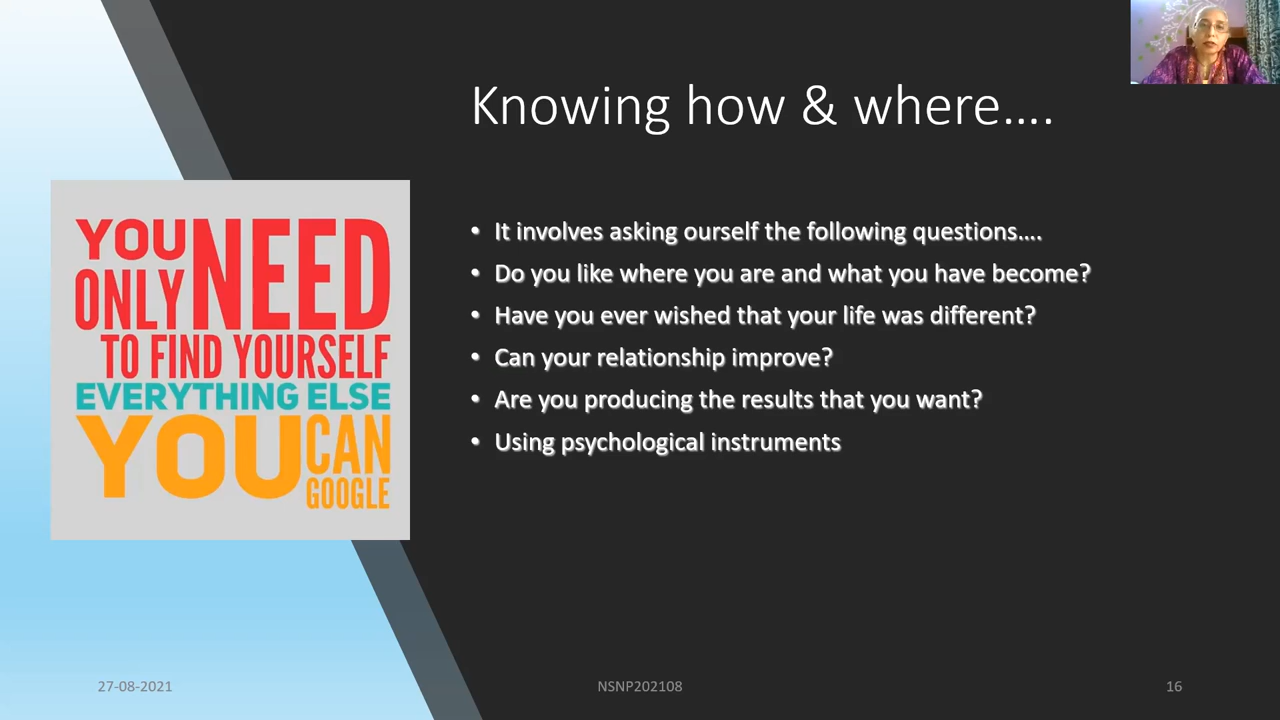 Knowing how & where....
YOU NEED
ONLY
TO FIND YOURSELF
EVERYTHING ELSE
YOU CAN
GOOGLE
• It involves asking ourself the following questions....
• Do you like where you are and what you have become?
• Have you ever wished that your life was different?
• Can your relationship improve?
• Are you producing the results that you want?
• Using psychological instruments
27-08-2021
NSNP202108
16